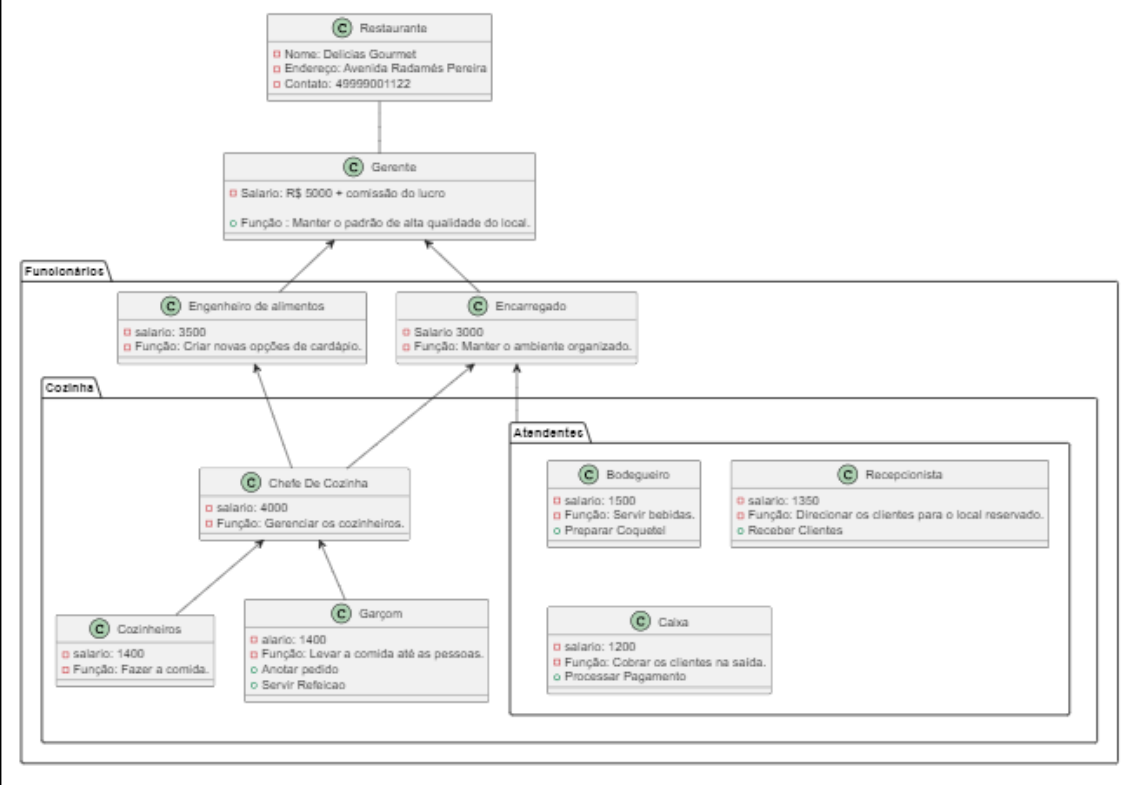 C Restaurante
Nome: Delicias Gourmet
Endereço: Avenida Radamés Pereira
Contato: 49999001122
C Gerente
Salario: R$ 5000 + comissão do lucro
Função : Manter o padrão de alta qualidade do local.
Funcionários
C Engenheiro de alimentos
salario: 3500
Função: Criar novas opções de cardápio.
C Encarregado
Salario 3000
Função: Manter o ambiente organizado.
Cozinha
Atendentes
C Bodegueiro
salario: 1500
Função: Servir bebidas.
Preparar Coquetel
C Recepcionista
salario: 1350
Função: Direcionar os clientes para o local reservado.
Receber Clientes
C Chefe De Cozinha
salario: 4000
Função: Gerenciar os cozinheiros.
C Cozinheiros
salario: 1400
Função: Fazer a comida.
C Garçom
alario: 1400
Função: Levar a comida até as pessoas.
Anotar pedido
Servir Refeicao
C Caixa
salario: 1200
Função: Cobrar os clientes na saída.
Processar Pagamento